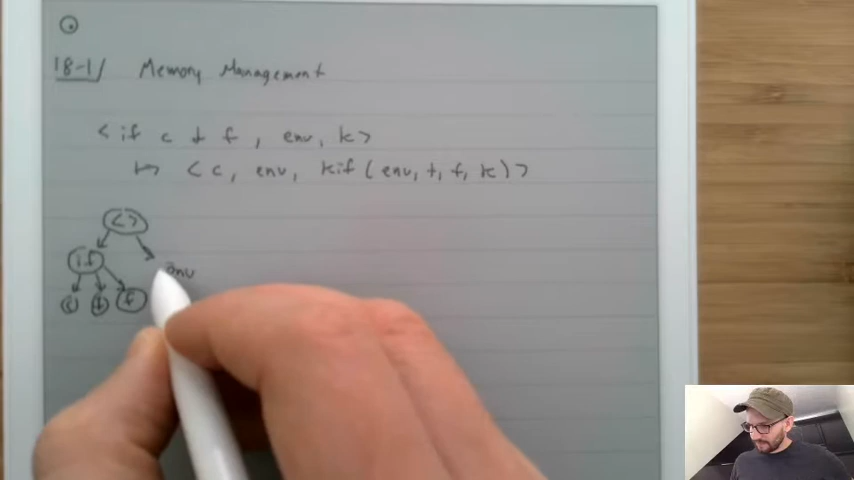 18-1/ Memory Management
<if c t f, env, k>
↦ <c, env, kif(env, t, f, k)>
<>
if
env
c t f